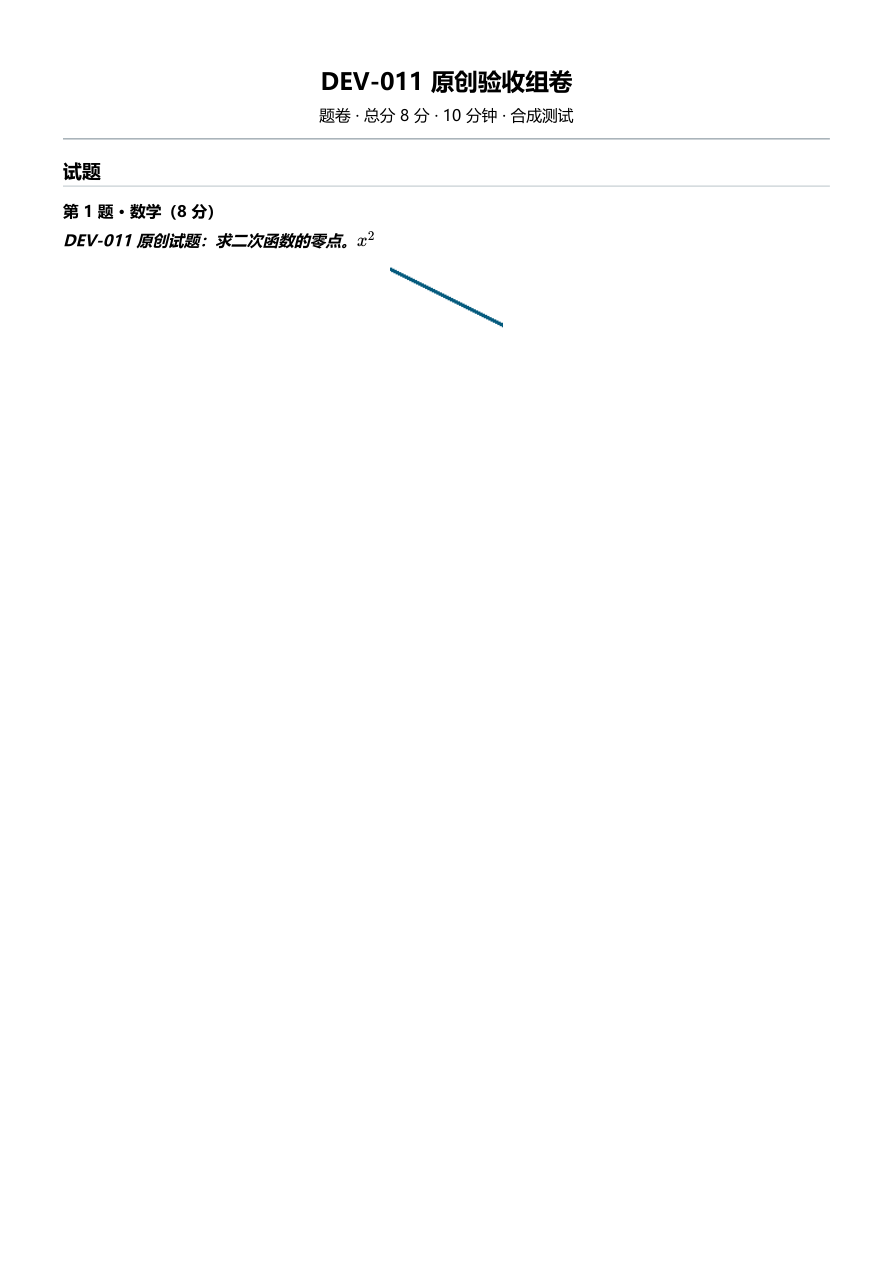 DEV-011 原创验收组卷
题卷 · 总分 8 分 · 10 分钟 · 合成测试
试题
第 1 题 • 数学（8 分）
DEV-011 原创试题：求二次函数的零点。x²